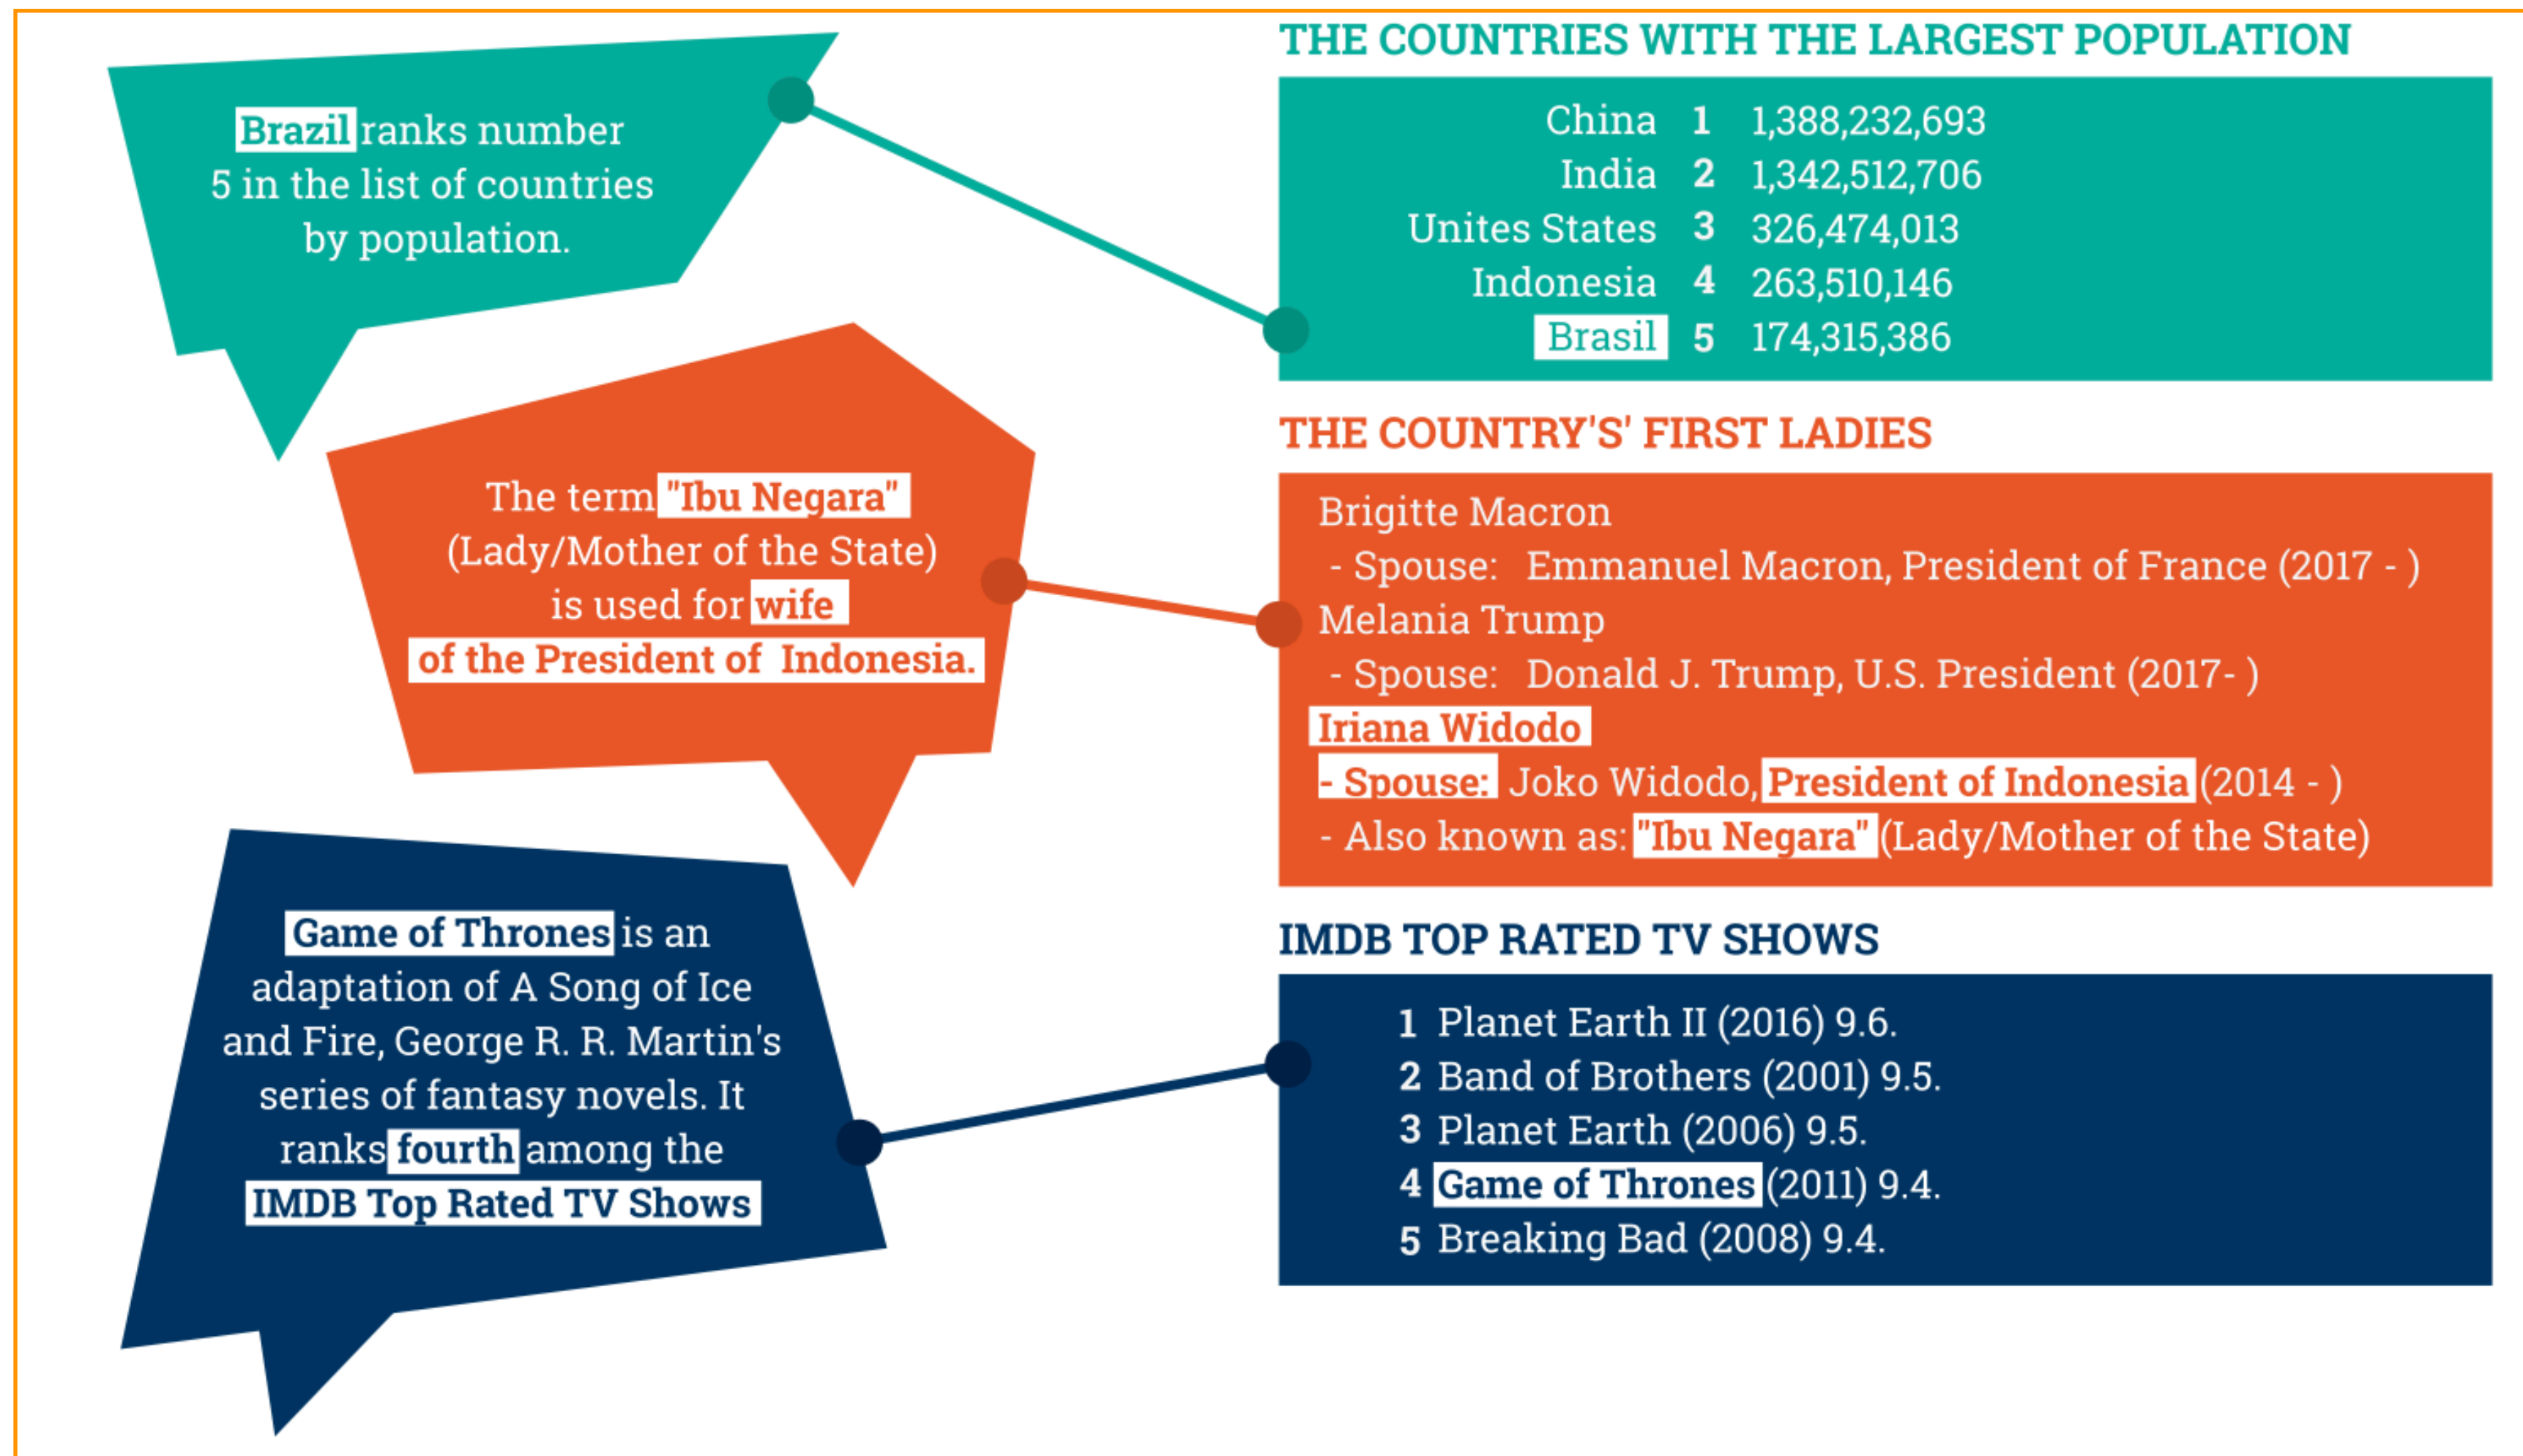 Brazil ranks number
5 in the list of countries
by population.
The term "Ibu Negara"
(Lady/Mother of the State)
is used for wife
of the President of Indonesia.
Game of Thrones is an
adaptation of A Song of Ice
and Fire, George R. R. Martin's
series of fantasy novels. It
ranks fourth among the
IMDB Top Rated TV Shows
THE COUNTRIES WITH THE LARGEST POPULATION
China 1 1,388,232,693
India 2 1,342,512,706
Unites States 3 326,474,013
Indonesia 4 263,510,146
Brasil 5 174,315,386
THE COUNTRY'S' FIRST LADIES
Brigitte Macron
- Spouse: Emmanuel Macron, President of France (2017 - )
Melania Trump
- Spouse: Donald J. Trump, U.S. President (2017- )
Iriana Widodo
- Spouse: Joko Widodo, President of Indonesia (2014 - )
- Also known as: "Ibu Negara" (Lady/Mother of the State)
IMDB TOP RATED TV SHOWS
1 Planet Earth II (2016) 9.6.
2 Band of Brothers (2001) 9.5.
3 Planet Earth (2006) 9.5.
4 Game of Thrones (2011) 9.4.
5 Breaking Bad (2008) 9.4.